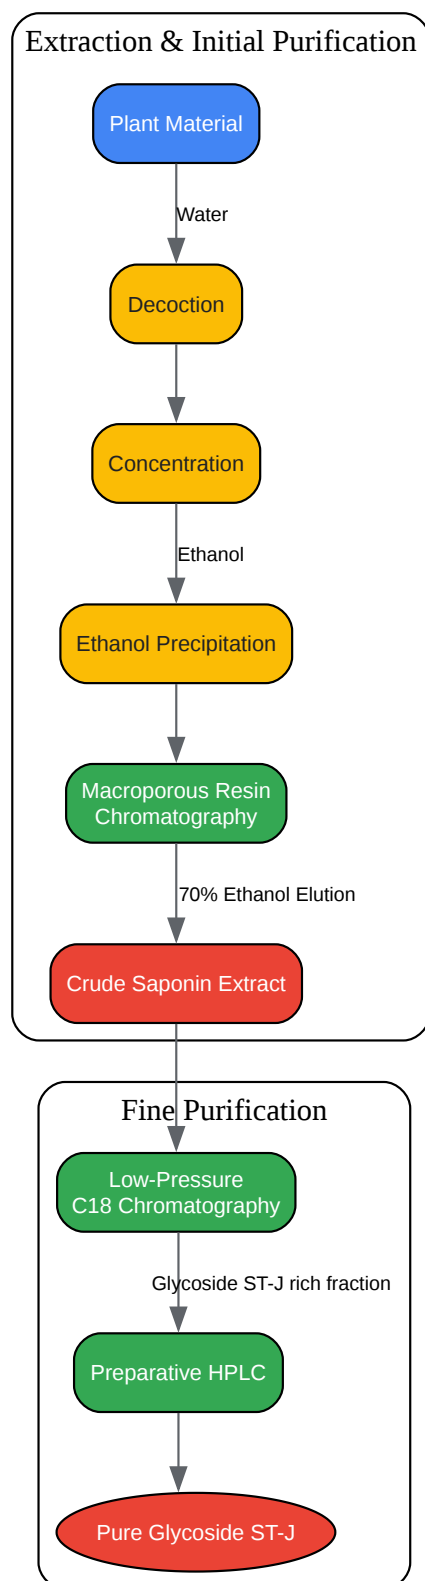 Extraction & Initial Purification
Plant Material
Water
Decoction
Concentration
Ethanol
Ethanol Precipitation
Macroporous Resin
Chromatography
70% Ethanol Elution
Crude Saponin Extract
Fine Purification
Low-Pressure
C18 Chromatography
Glycoside ST-J rich fraction
Preparative HPLC
Pure Glycoside ST-J